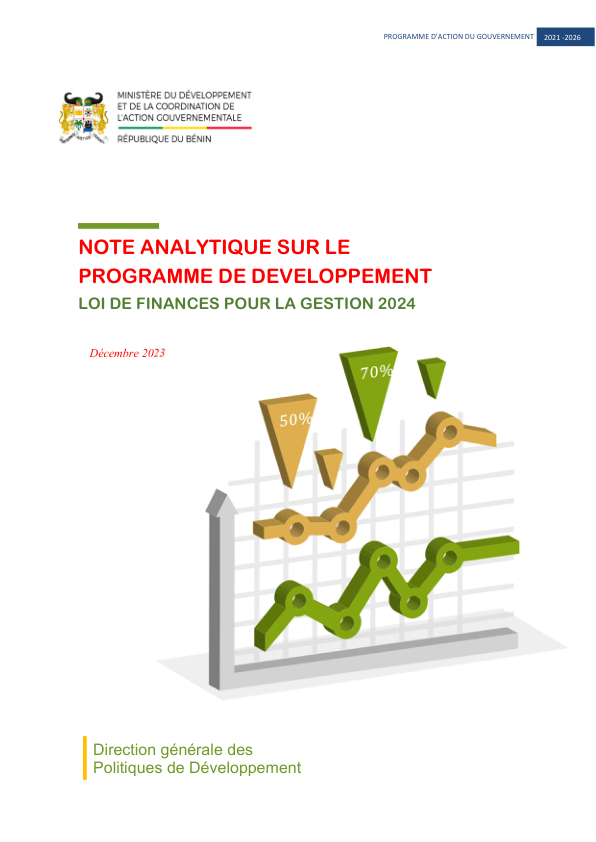 PROGRAMME D'ACTION DU GOUVERNEMENT 2021 -2026
MINISTÈRE DU DÉVELOPPEMENT
ET DE LA COORDINATION DE
L'ACTION GOUVERNEMENTALE
RÉPUBLIQUE DU BÉNIN
NOTE ANALYTIQUE SUR LE
PROGRAMME DE DEVELOPPEMENT
LOI DE FINANCES POUR LA GESTION 2024
Décembre 2023
70%
50%
Direction générale des
Politiques de Développement